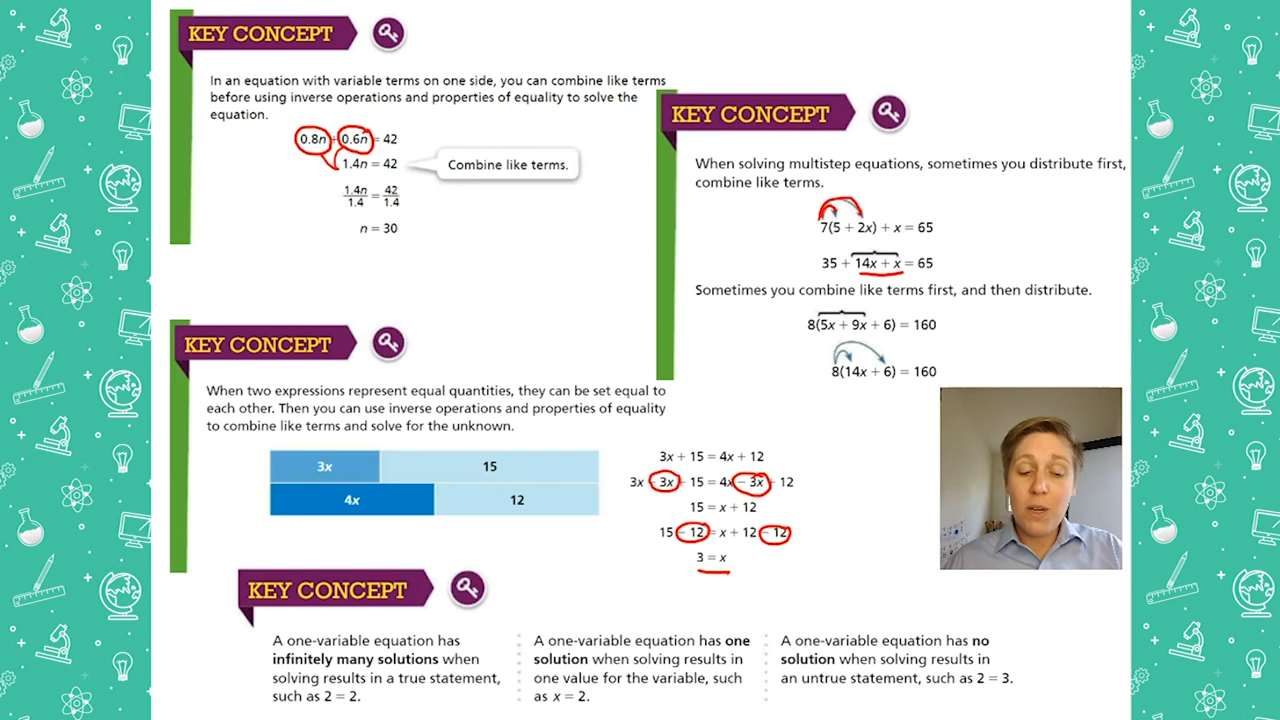 KEY CONCEPT
In an equation with variable terms on one side, you can combine like terms
before using inverse operations and properties of equality to solve the
equation.
0.8n + 0.6n = 42
1.4n = 42
Combine like terms.
1.4n/1.4 = 42/1.4
n = 30
KEY CONCEPT
When solving multistep equations, sometimes you distribute first,
combine like terms.
7(5 + 2x) + x = 65
35 + 14x + x = 65
Sometimes you combine like terms first, and then distribute.
8(5x + 9x + 6) = 160
8(14x + 6) = 160
KEY CONCEPT
When two expressions represent equal quantities, they can be set equal to
each other. Then you can use inverse operations and properties of equality
to combine like terms and solve for the unknown.
3x 15
4x 12
3x + 15 = 4x + 12
3x − 3x + 15 = 4x − 3x + 12
15 = x + 12
15 − 12 = x + 12 − 12
3 = x
KEY CONCEPT
A one-variable equation has
infinitely many solutions when
solving results in a true statement,
such as 2 = 2.
A one-variable equation has one
solution when solving results in
one value for the variable, such
as x = 2.
A one-variable equation has no
solution when solving results in
an untrue statement, such as 2 = 3.